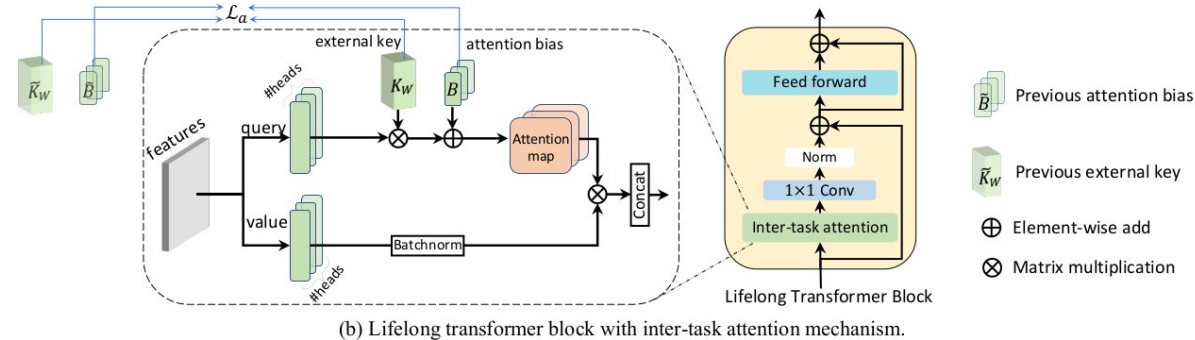 𝓛ₐ
external key
attention bias
K̃_W
B̃
#heads
K_W
B
features
query
Attention
map
value
Batchnorm
Concat
#heads
Feed forward
Norm
1×1 Conv
Inter-task attention
Lifelong Transformer Block
B̃ Previous attention bias
K̃_W Previous external key
⊕ Element-wise add
⊗ Matrix multiplication
(b) Lifelong transformer block with inter-task attention mechanism.